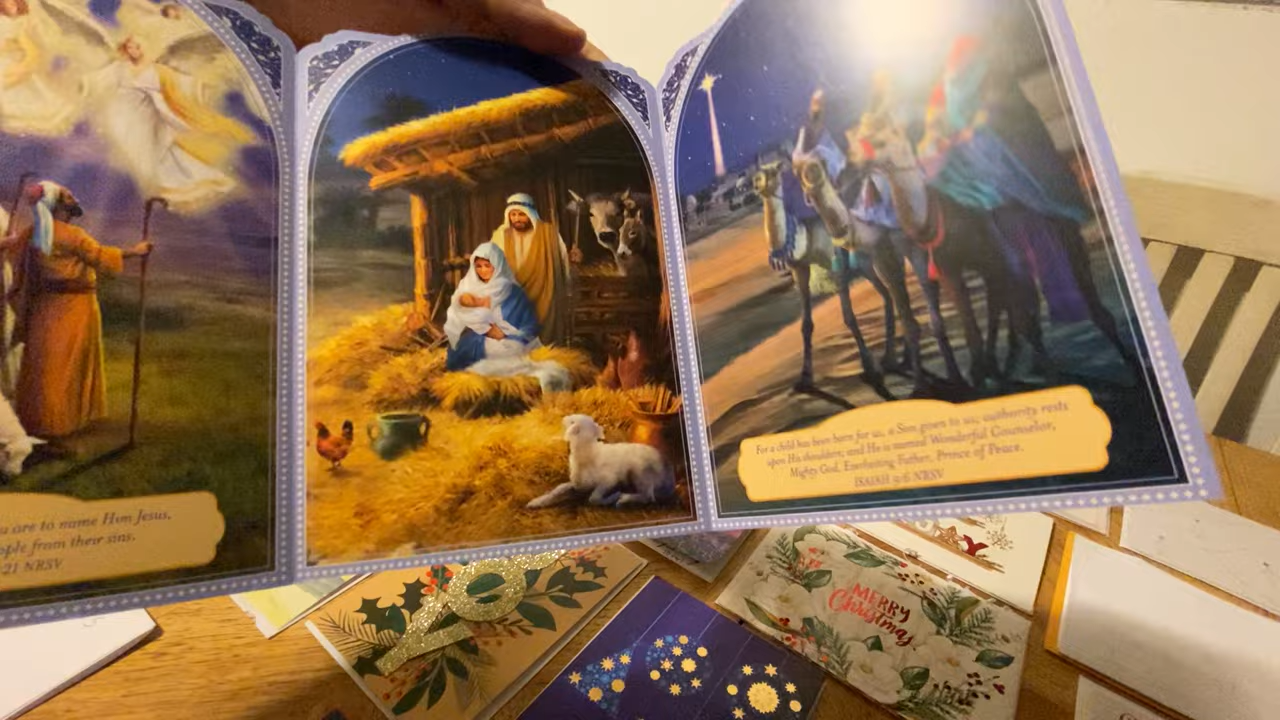 u are to name Him Jesus,
ople from their sins.
21 NRSV
For a child has been born for us, a Son given to us; authority rests
upon His shoulders; and He is named Wonderful Counselor,
Mighty God, Everlasting Father, Prince of Peace.
ISAIAH 9:6 NRSV
MERRY
Christmas